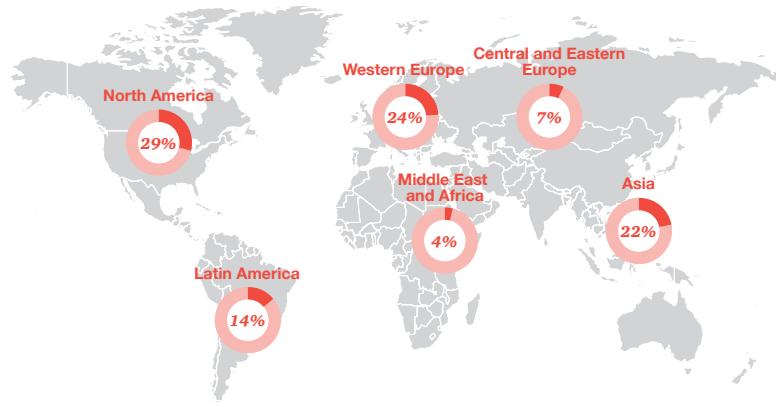 Western Europe
24%
Central and Eastern
Europe
7%
North America
29%
Middle East
and Africa
4%
Asia
22%
Latin America
14%